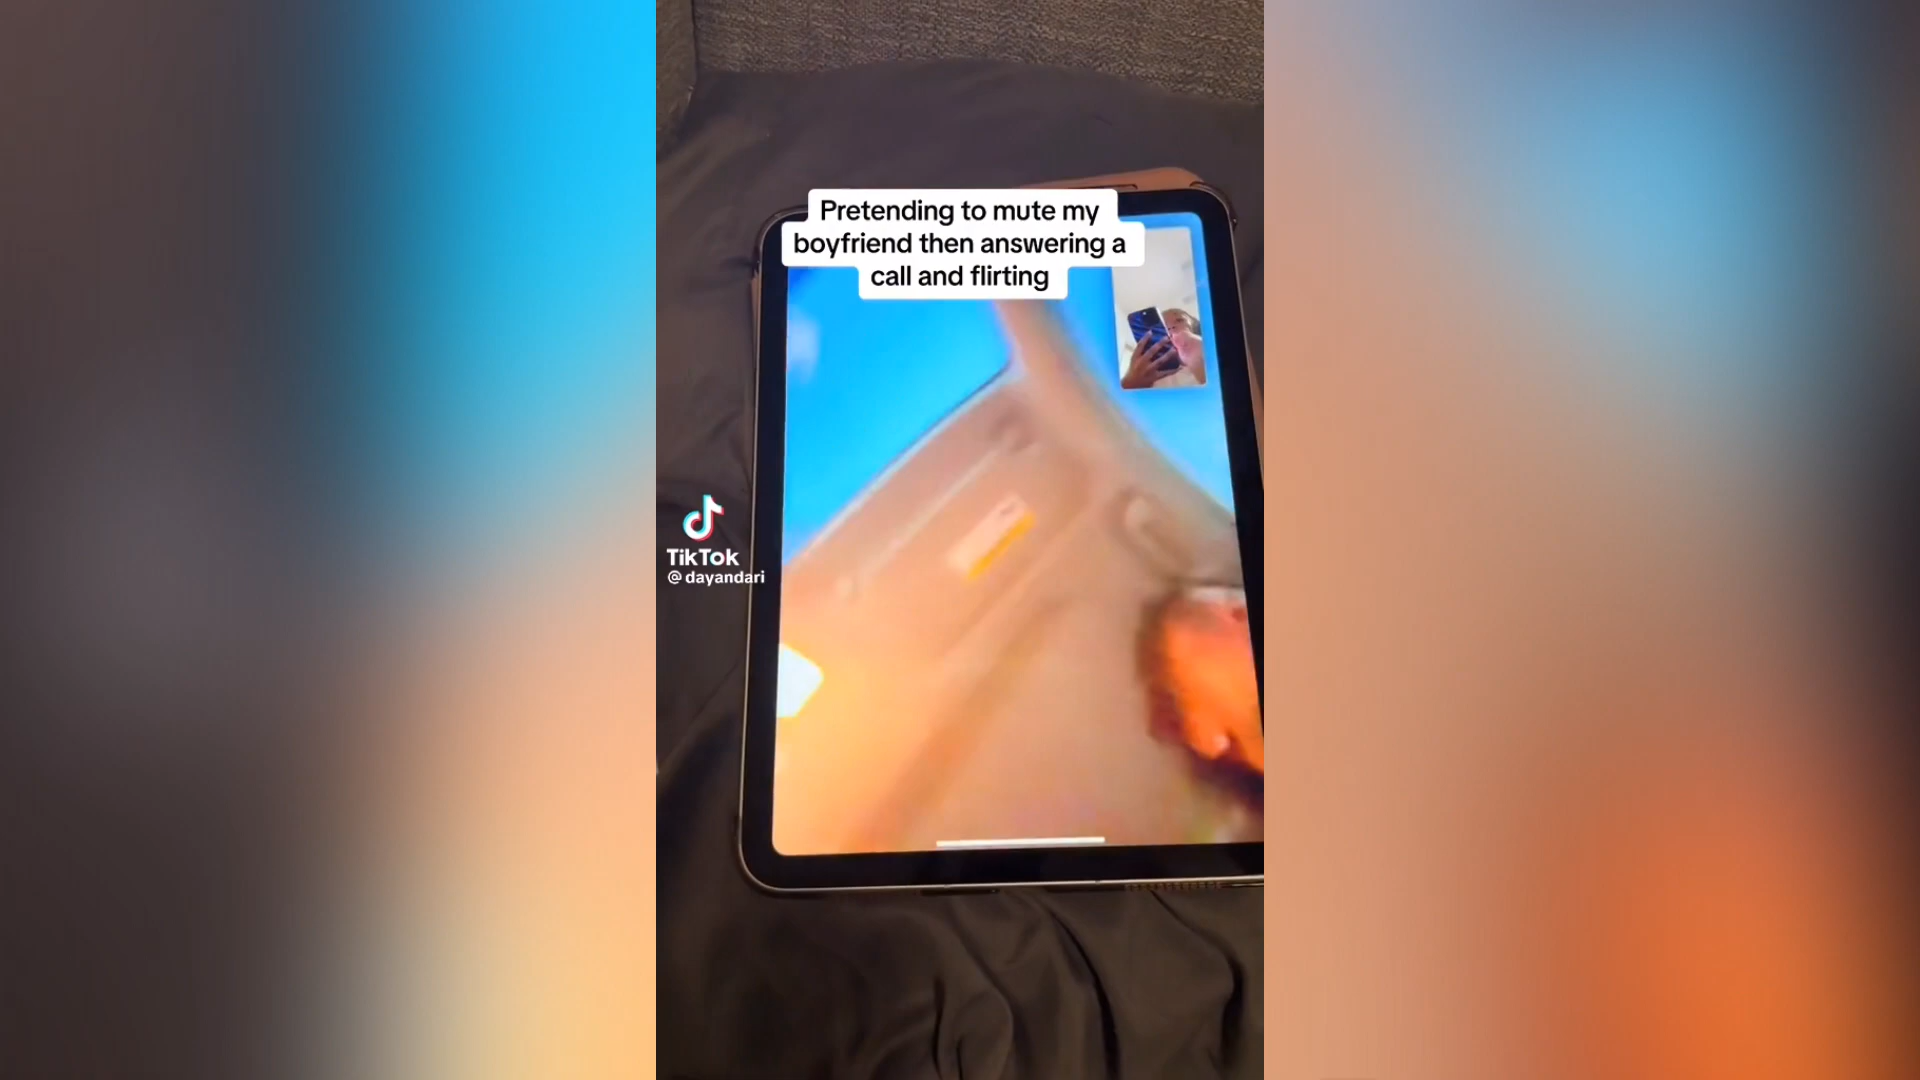 Pretending to mute my
boyfriend then answering a
call and flirting
TikTok
@dayandari